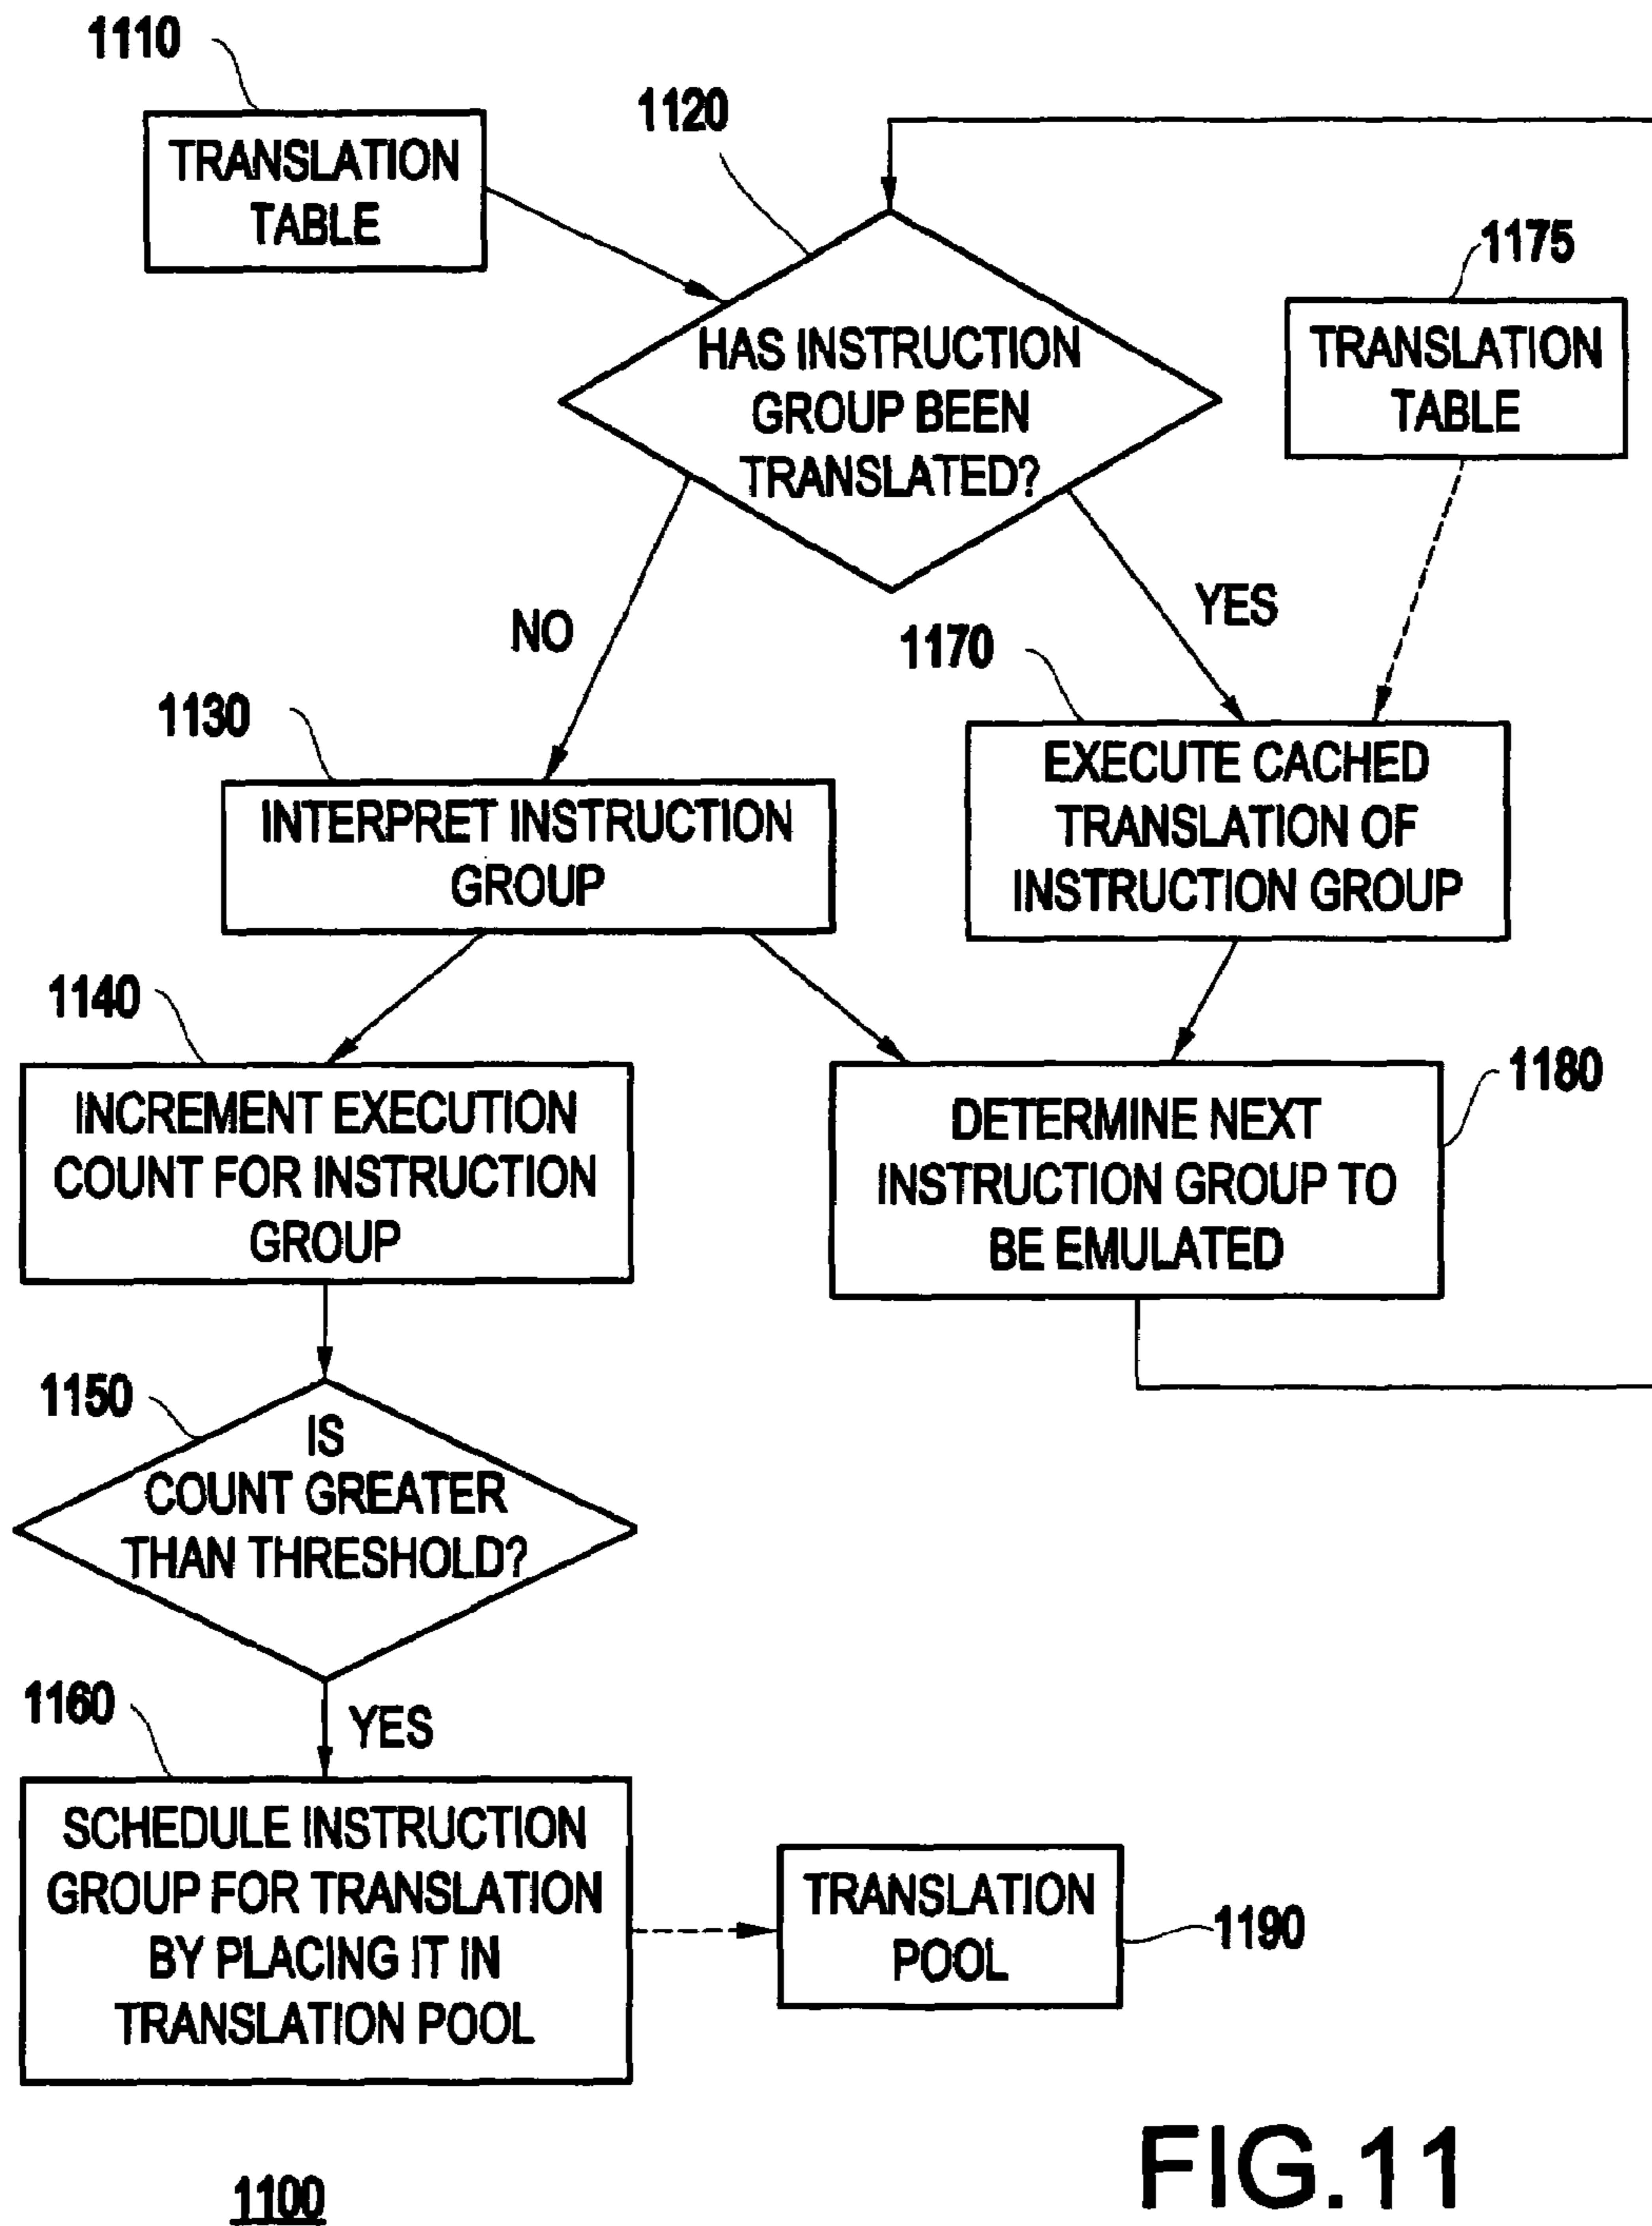 1110
TRANSLATION
TABLE
1120
1175
TRANSLATION
TABLE
HAS INSTRUCTION
GROUP BEEN
TRANSLATED?
NO
YES
1130
INTERPRET INSTRUCTION
GROUP
1170
EXECUTE CACHED
TRANSLATION OF
INSTRUCTION GROUP
1140
INCREMENT EXECUTION
COUNT FOR INSTRUCTION
GROUP
1180
DETERMINE NEXT
INSTRUCTION GROUP TO
BE EMULATED
1150
IS
COUNT GREATER
THAN THRESHOLD?
YES
1160
SCHEDULE INSTRUCTION
GROUP FOR TRANSLATION
BY PLACING IT IN
TRANSLATION POOL
TRANSLATION
POOL
1190
1100
FIG.11